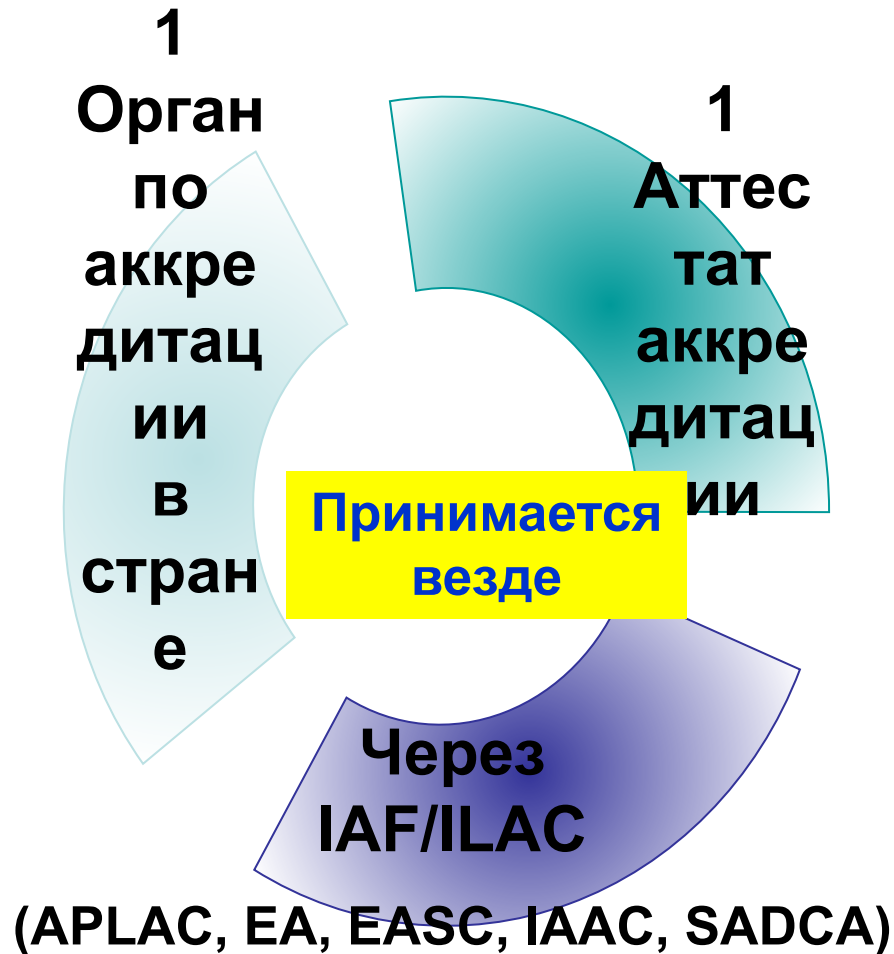 1
Орган
по
аккре
дитац
ии
в
стран
е
1
Аттес
тат
аккре
дитац
ии
Принимается
везде
Через
IAF/ILAC
(APLAC, EA, EASC, IAAC, SADCA)